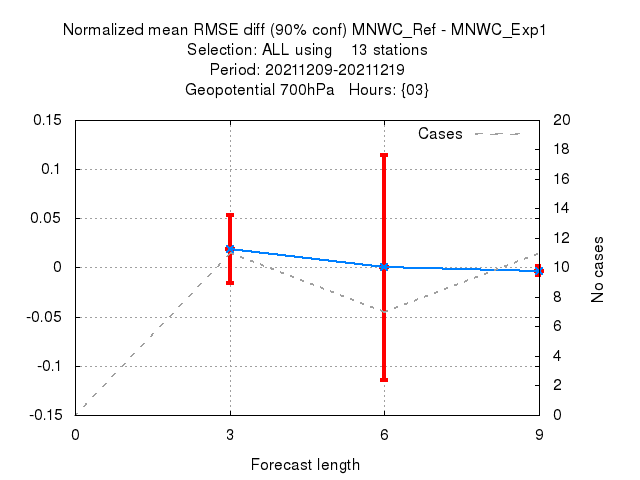 Normalized mean RMSE diff (90% conf) MNWC_Ref - MNWC_Exp1
Selection: ALL using 13 stations
Period: 20211209-20211219
Geopotential 700hPa Hours: {03}
Cases
0.15
0.1
0.05
0
-0.05
-0.1
-0.15
20
18
16
14
12
10
8
6
4
2
0
No cases
0 3 6 9
Forecast length